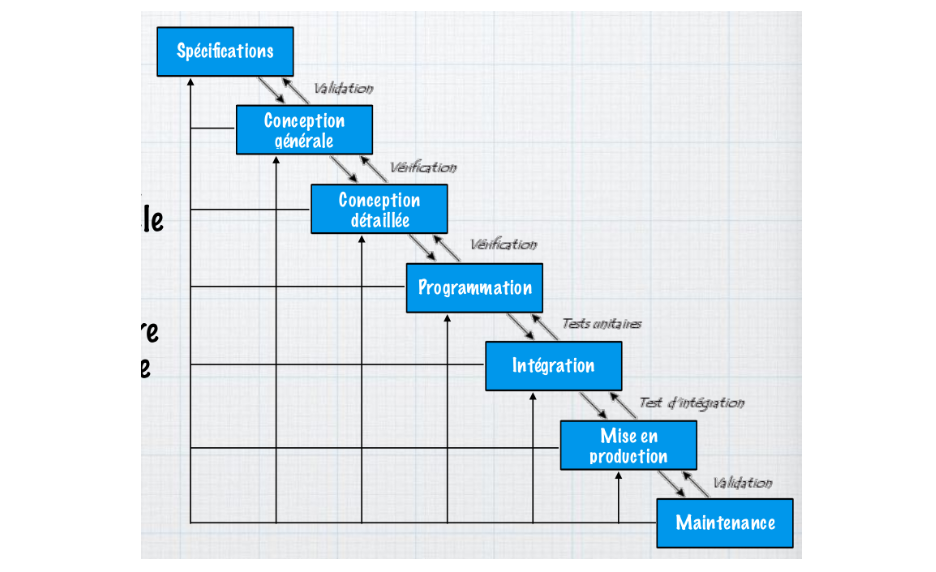 Spécifications
Validation
Conception
générale
Vérification
Conception
détaillée
le
Vérification
Programmation
Tests unitaires
re
Intégration
e
Test d'intégration
Mise en
production
Validation
Maintenance